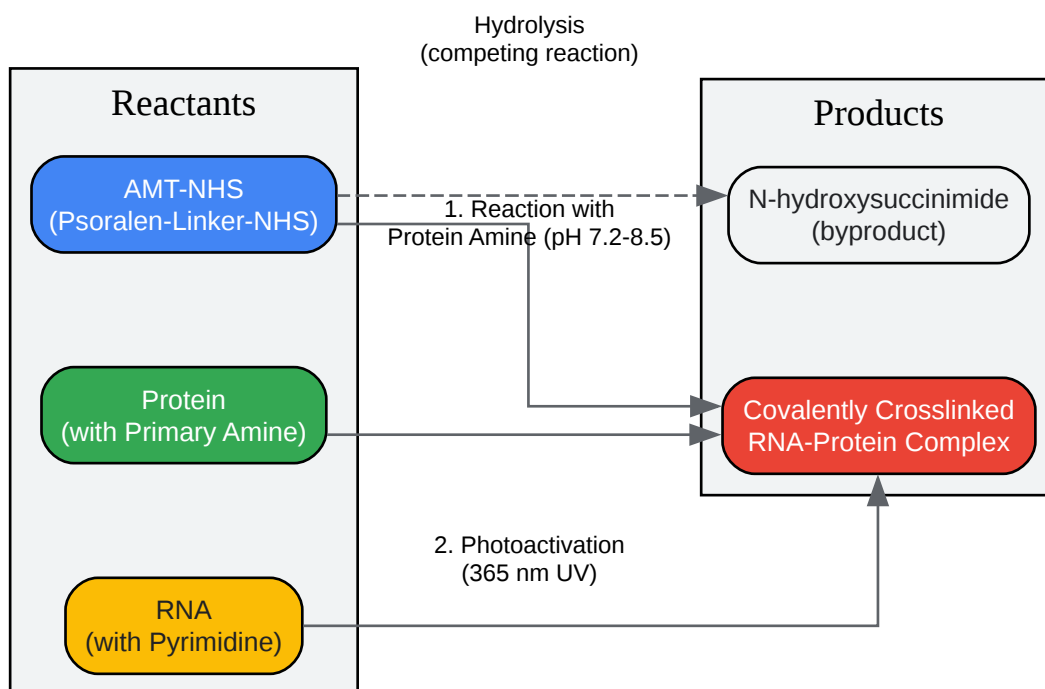 Hydrolysis
(competing reaction)
Reactants
AMT-NHS
(Psoralen-Linker-NHS)
Protein
(with Primary Amine)
RNA
(with Pyrimidine)
1. Reaction with
Protein Amine (pH 7.2-8.5)
2. Photoactivation
(365 nm UV)
Products
N-hydroxysuccinimide
(byproduct)
Covalently Crosslinked
RNA-Protein Complex